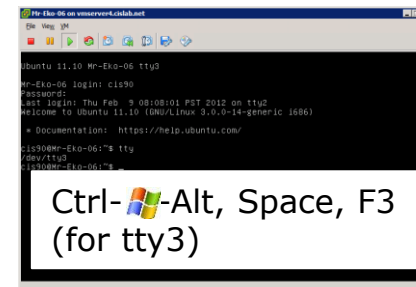 Mr-Eko-06 on vmserver4.cislab.net
File View VM
Ubuntu 11.10 Mr-Eko-06 tty3
Mr-Eko-06 login: cis90
Password:
Last login: Thu Feb 9 08:08:01 PST 2012 on tty2
Welcome to Ubuntu 11.10 (GNU/Linux 3.0.0-14-generic i686)
* Documentation: https://help.ubuntu.com/
cis90@Mr-Eko-06:~$ tty
/dev/tty3
cis90@Mr-Eko-06:~$ _
Ctrl- -Alt, Space, F3
(for tty3)